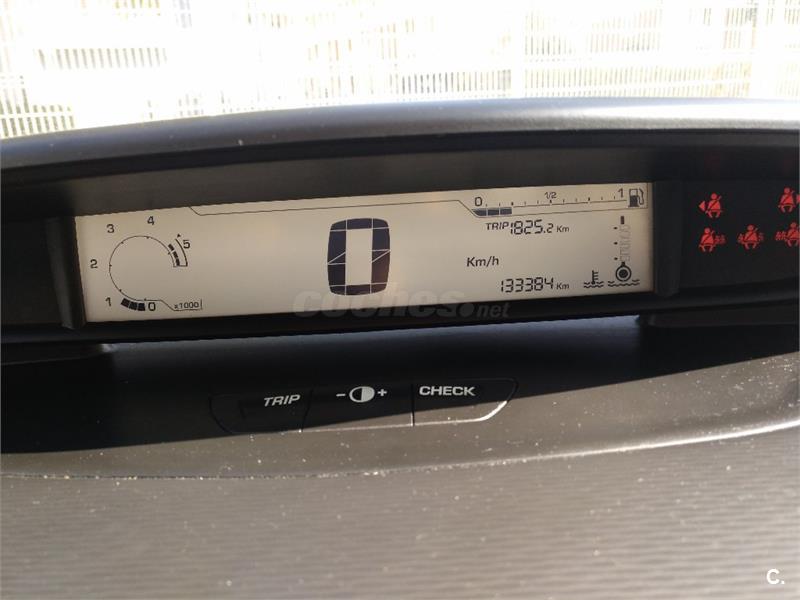 0 1/2 1
3 4 5
TRIP 1825.2 Km
2
0
Km/h
133384 Km
1 0 x1000
coches.net
TRIP - + CHECK
C.